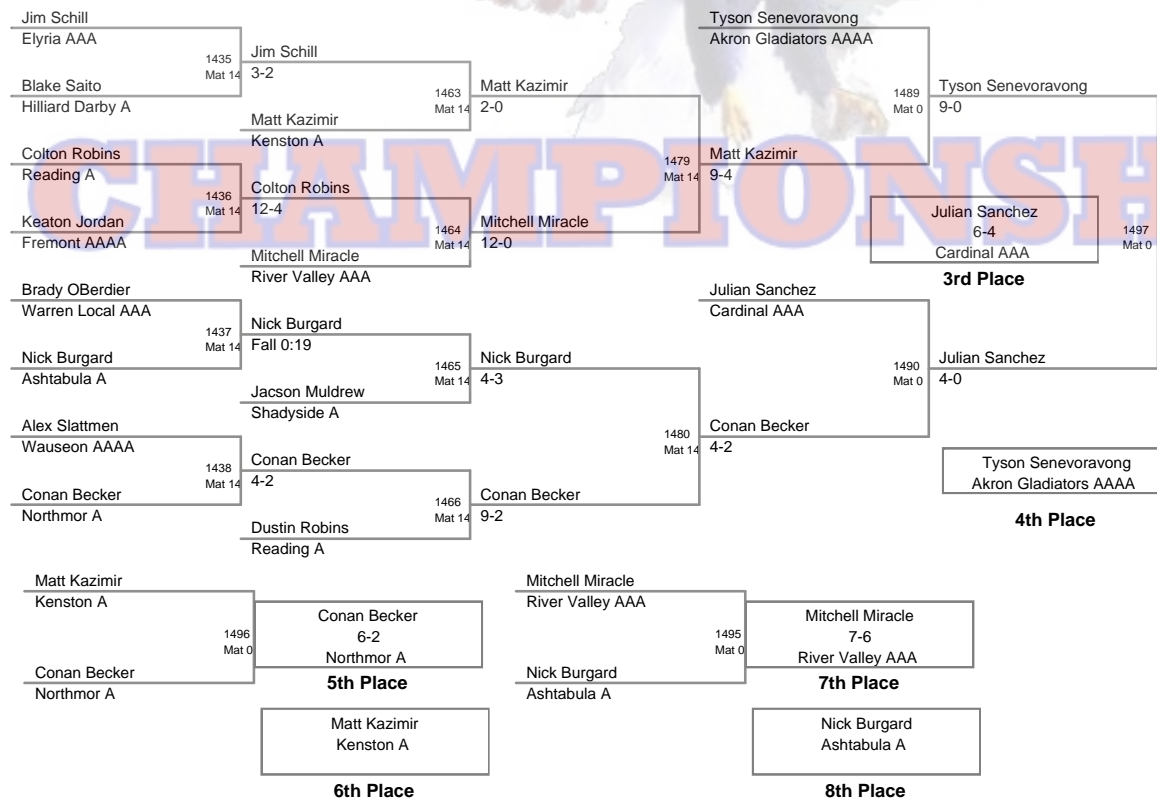 Jim Schill
Elyria AAA
1435
Mat 14
Blake Saito
Hilliard Darby A
Jim Schill
3-2
1463
Mat 14
Matt Kazimir
Kenston A
Matt Kazimir
2-0
Colton Robins
Reading A
1436
Mat 14
Keaton Jordan
Fremont AAAA
Colton Robins
12-4
1464
Mat 14
Mitchell Miracle
River Valley AAA
Mitchell Miracle
12-0
1479
Mat 14
Matt Kazimir
9-4
Tyson Senevoravong
Akron Gladiators AAAA
1489
Mat 0
Tyson Senevoravong
9-0
CHAMPIONSH
Julian Sanchez
6-4
Cardinal AAA
3rd Place
1497
Mat 0
Brady OBerdier
Warren Local AAA
1437
Mat 14
Nick Burgard
Ashtabula A
Nick Burgard
Fall 0:19
1465
Mat 14
Jacson Muldrew
Shadyside A
Nick Burgard
4-3
Alex Slattmen
Wauseon AAAA
1438
Mat 14
Conan Becker
Northmor A
Conan Becker
4-2
1466
Mat 14
Dustin Robins
Reading A
Conan Becker
9-2
1480
Mat 14
Conan Becker
4-2
Julian Sanchez
Cardinal AAA
1490
Mat 0
Julian Sanchez
4-0
Tyson Senevoravong
Akron Gladiators AAAA
4th Place
Matt Kazimir
Kenston A
1496
Mat 0
Conan Becker
Northmor A
Conan Becker
6-2
Northmor A
5th Place
Matt Kazimir
Kenston A
6th Place
Mitchell Miracle
River Valley AAA
1495
Mat 0
Nick Burgard
Ashtabula A
Mitchell Miracle
7-6
River Valley AAA
7th Place
Nick Burgard
Ashtabula A
8th Place